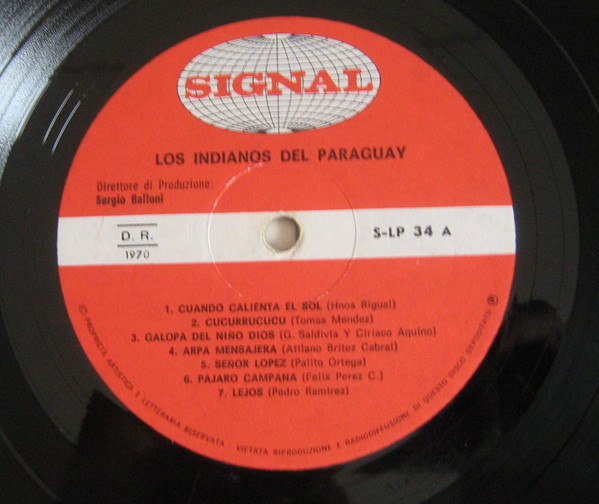 SIGNAL
LOS INDIANOS DEL PARAGUAY
Direttore di Produzione:
Sergio Balloni
D. R.
1970
S-LP 34 A
1. CUANDO CALIENTA EL SOL (Hnos Rigual)
2. CUCURRUCUCU (Tomas Mendez)
3. GALOPA DEL NIÑO DIOS (G. Saldivia Y Ciriaco Aquino)
4. ARPA MENSAJERA (Atilano Britez Cabral)
5. SEÑOR LOPEZ (Palito Ortega)
6. PAJARO CAMPANA (Felix Perez C.)
7. LEJOS (Pedro Ramirez)
Ⓒ PROPRIETÀ ARTISTICA E LETTERARIA RISERVATA - VIETATA RIPRODUZIONE E RADIODIFFUSIONE DI QUESTO DISCO DEPOSITATO Ⓡ